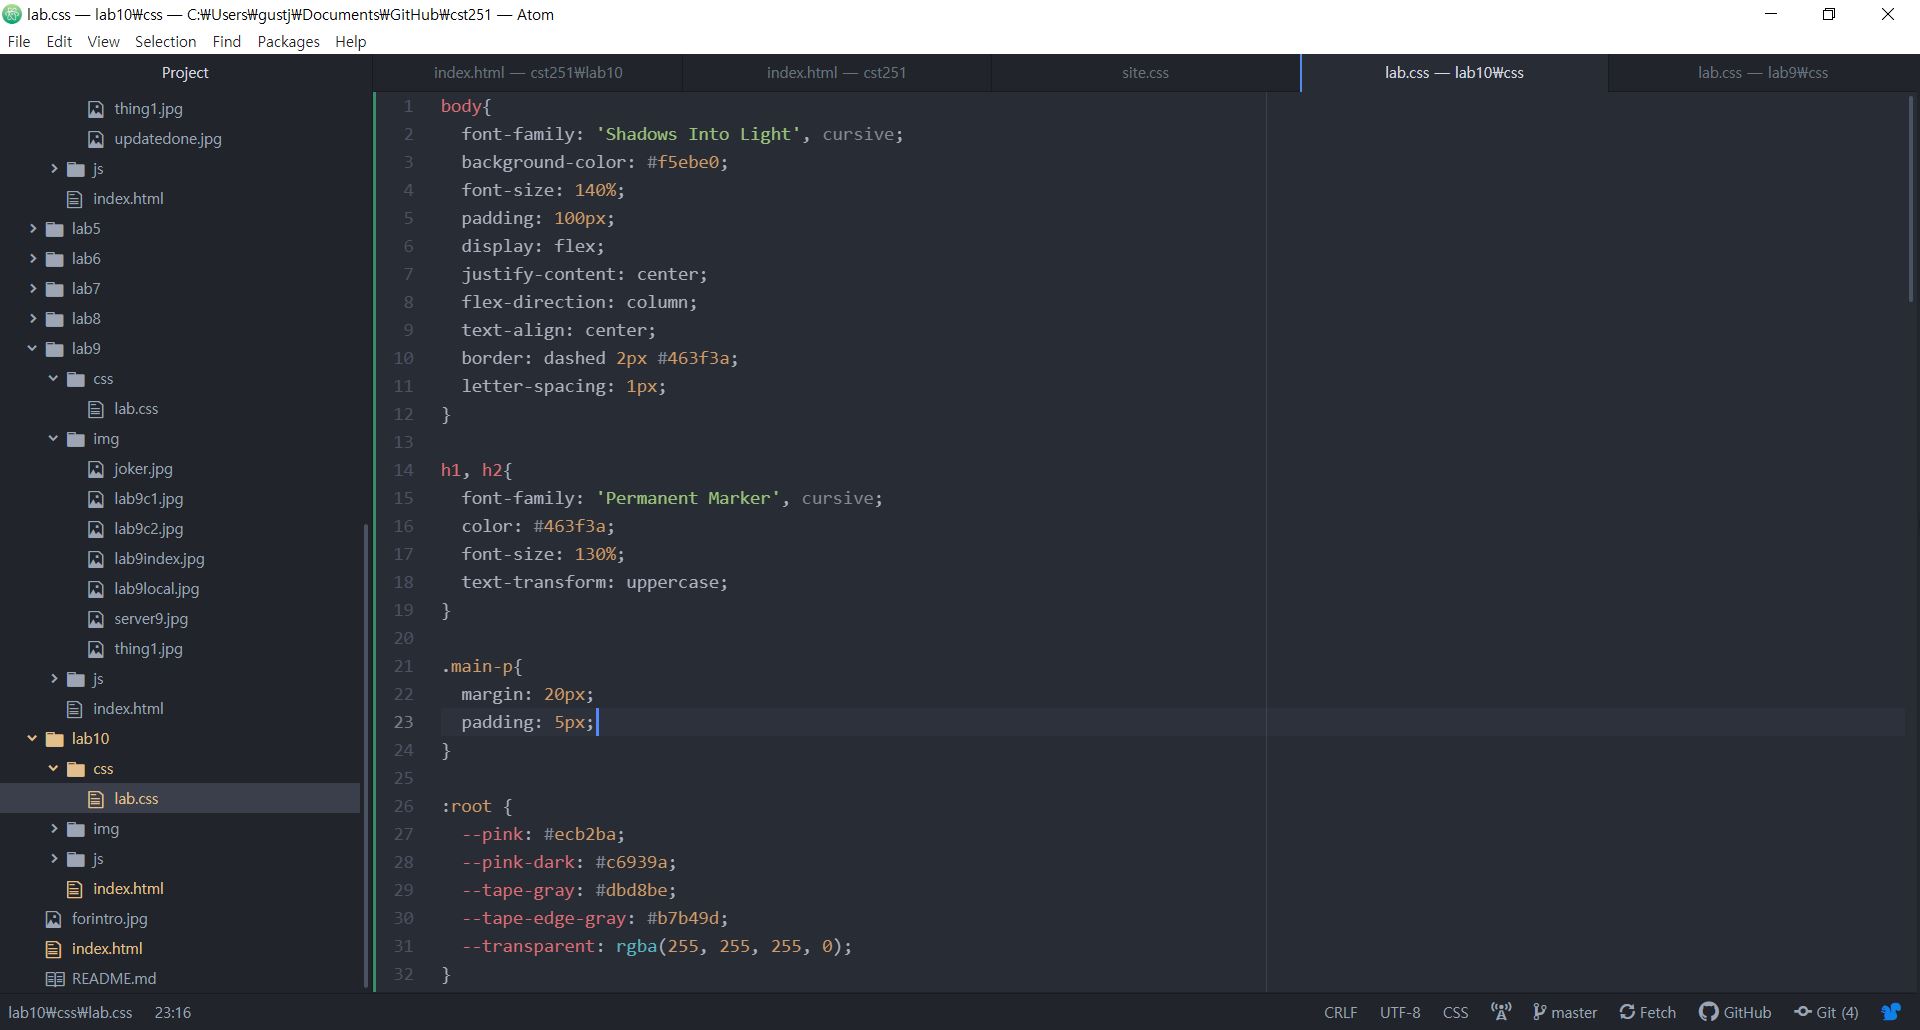 lab.css — lab10₩css — C:₩Users₩gustj₩Documents₩GitHub₩cst251 — Atom
File Edit View Selection Find Packages Help
Project
thing1.jpg
updatedone.jpg
js
index.html
lab5
lab6
lab7
lab8
lab9
css
lab.css
img
joker.jpg
lab9c1.jpg
lab9c2.jpg
lab9index.jpg
lab9local.jpg
server9.jpg
thing1.jpg
js
index.html
lab10
css
lab.css
img
js
index.html
forintro.jpg
index.html
README.md
index.html — cst251₩lab10
index.html — cst251
site.css
lab.css — lab10₩css
lab.css — lab9₩css
1 body{
2   font-family: 'Shadows Into Light', cursive;
3   background-color: #f5ebe0;
4   font-size: 140%;
5   padding: 100px;
6   display: flex;
7   justify-content: center;
8   flex-direction: column;
9   text-align: center;
10   border: dashed 2px #463f3a;
11   letter-spacing: 1px;
12 }
13
14 h1, h2{
15   font-family: 'Permanent Marker', cursive;
16   color: #463f3a;
17   font-size: 130%;
18   text-transform: uppercase;
19 }
20
21 .main-p{
22   margin: 20px;
23   padding: 5px;
24 }
25
26 :root {
27   --pink: #ecb2ba;
28   --pink-dark: #c6939a;
29   --tape-gray: #dbd8be;
30   --tape-edge-gray: #b7b49d;
31   --transparent: rgba(255, 255, 255, 0);
32 }
lab10₩css₩lab.css 23:16 CRLF UTF-8 CSS master Fetch GitHub Git (4)